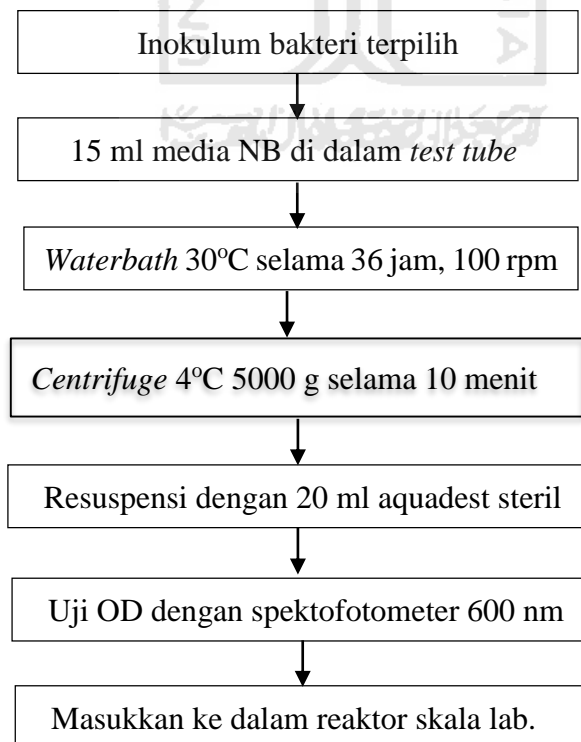 Inokulum bakteri terpilih
15 ml media NB di dalam test tube
Waterbath 30°C selama 36 jam, 100 rpm
Centrifuge 4°C 5000 g selama 10 menit
Resuspensi dengan 20 ml aquadest steril
Uji OD dengan spektofotometer 600 nm
Masukkan ke dalam reaktor skala lab.